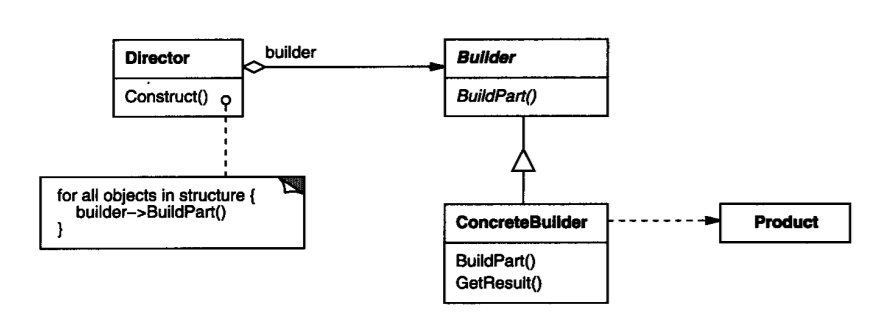 Director
Construct()
builder
Builder
BuildPart()
for all objects in structure {
builder–>BuildPart()
}
ConcreteBuilder
BuildPart()
GetResult()
Product